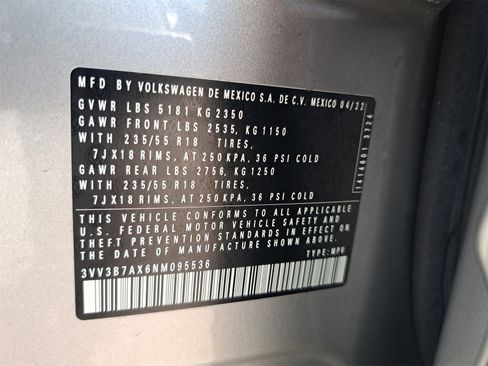 MFD BY VOLKSWAGEN DE MEXICO S.A. DE C.V. MEXICO 04/22
GVWR LBS 5181 KG 2350
GAWR FRONT LBS 2535, KG 1150
WITH 235/55 R18 TIRES,
7JX18 RIMS, AT 250 KPA, 36 PSI COLD
GAWR REAR LBS 2756, KG 1250
WITH 235/55 R18 TIRES,
7JX18 RIMS, AT 250 KPA, 36 PSI COLD
THIS VEHICLE CONFORMS TO ALL APPLICABLE
U.S. FEDERAL MOTOR VEHICLE SAFETY AND
THEFT PREVENTION STANDARDS IN EFFECT ON
THE DATE OF MANUFACTURE SHOWN ABOVE.
3VV3B7AX6NM095536 TYPE: MPV
1414001 3724